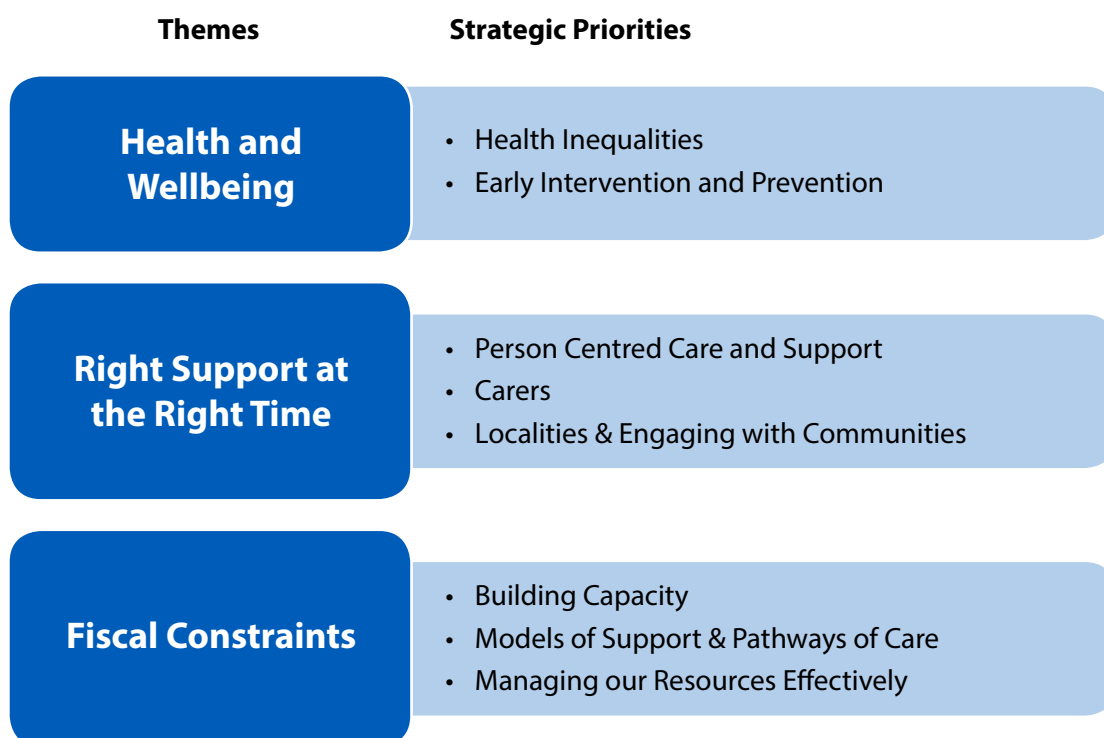 Themes Strategic Priorities
Health and
Wellbeing
• Health Inequalities
• Early Intervention and Prevention
Right Support at
the Right Time
• Person Centred Care and Support
• Carers
• Localities & Engaging with Communities
Fiscal Constraints
• Building Capacity
• Models of Support & Pathways of Care
• Managing our Resources Effectively